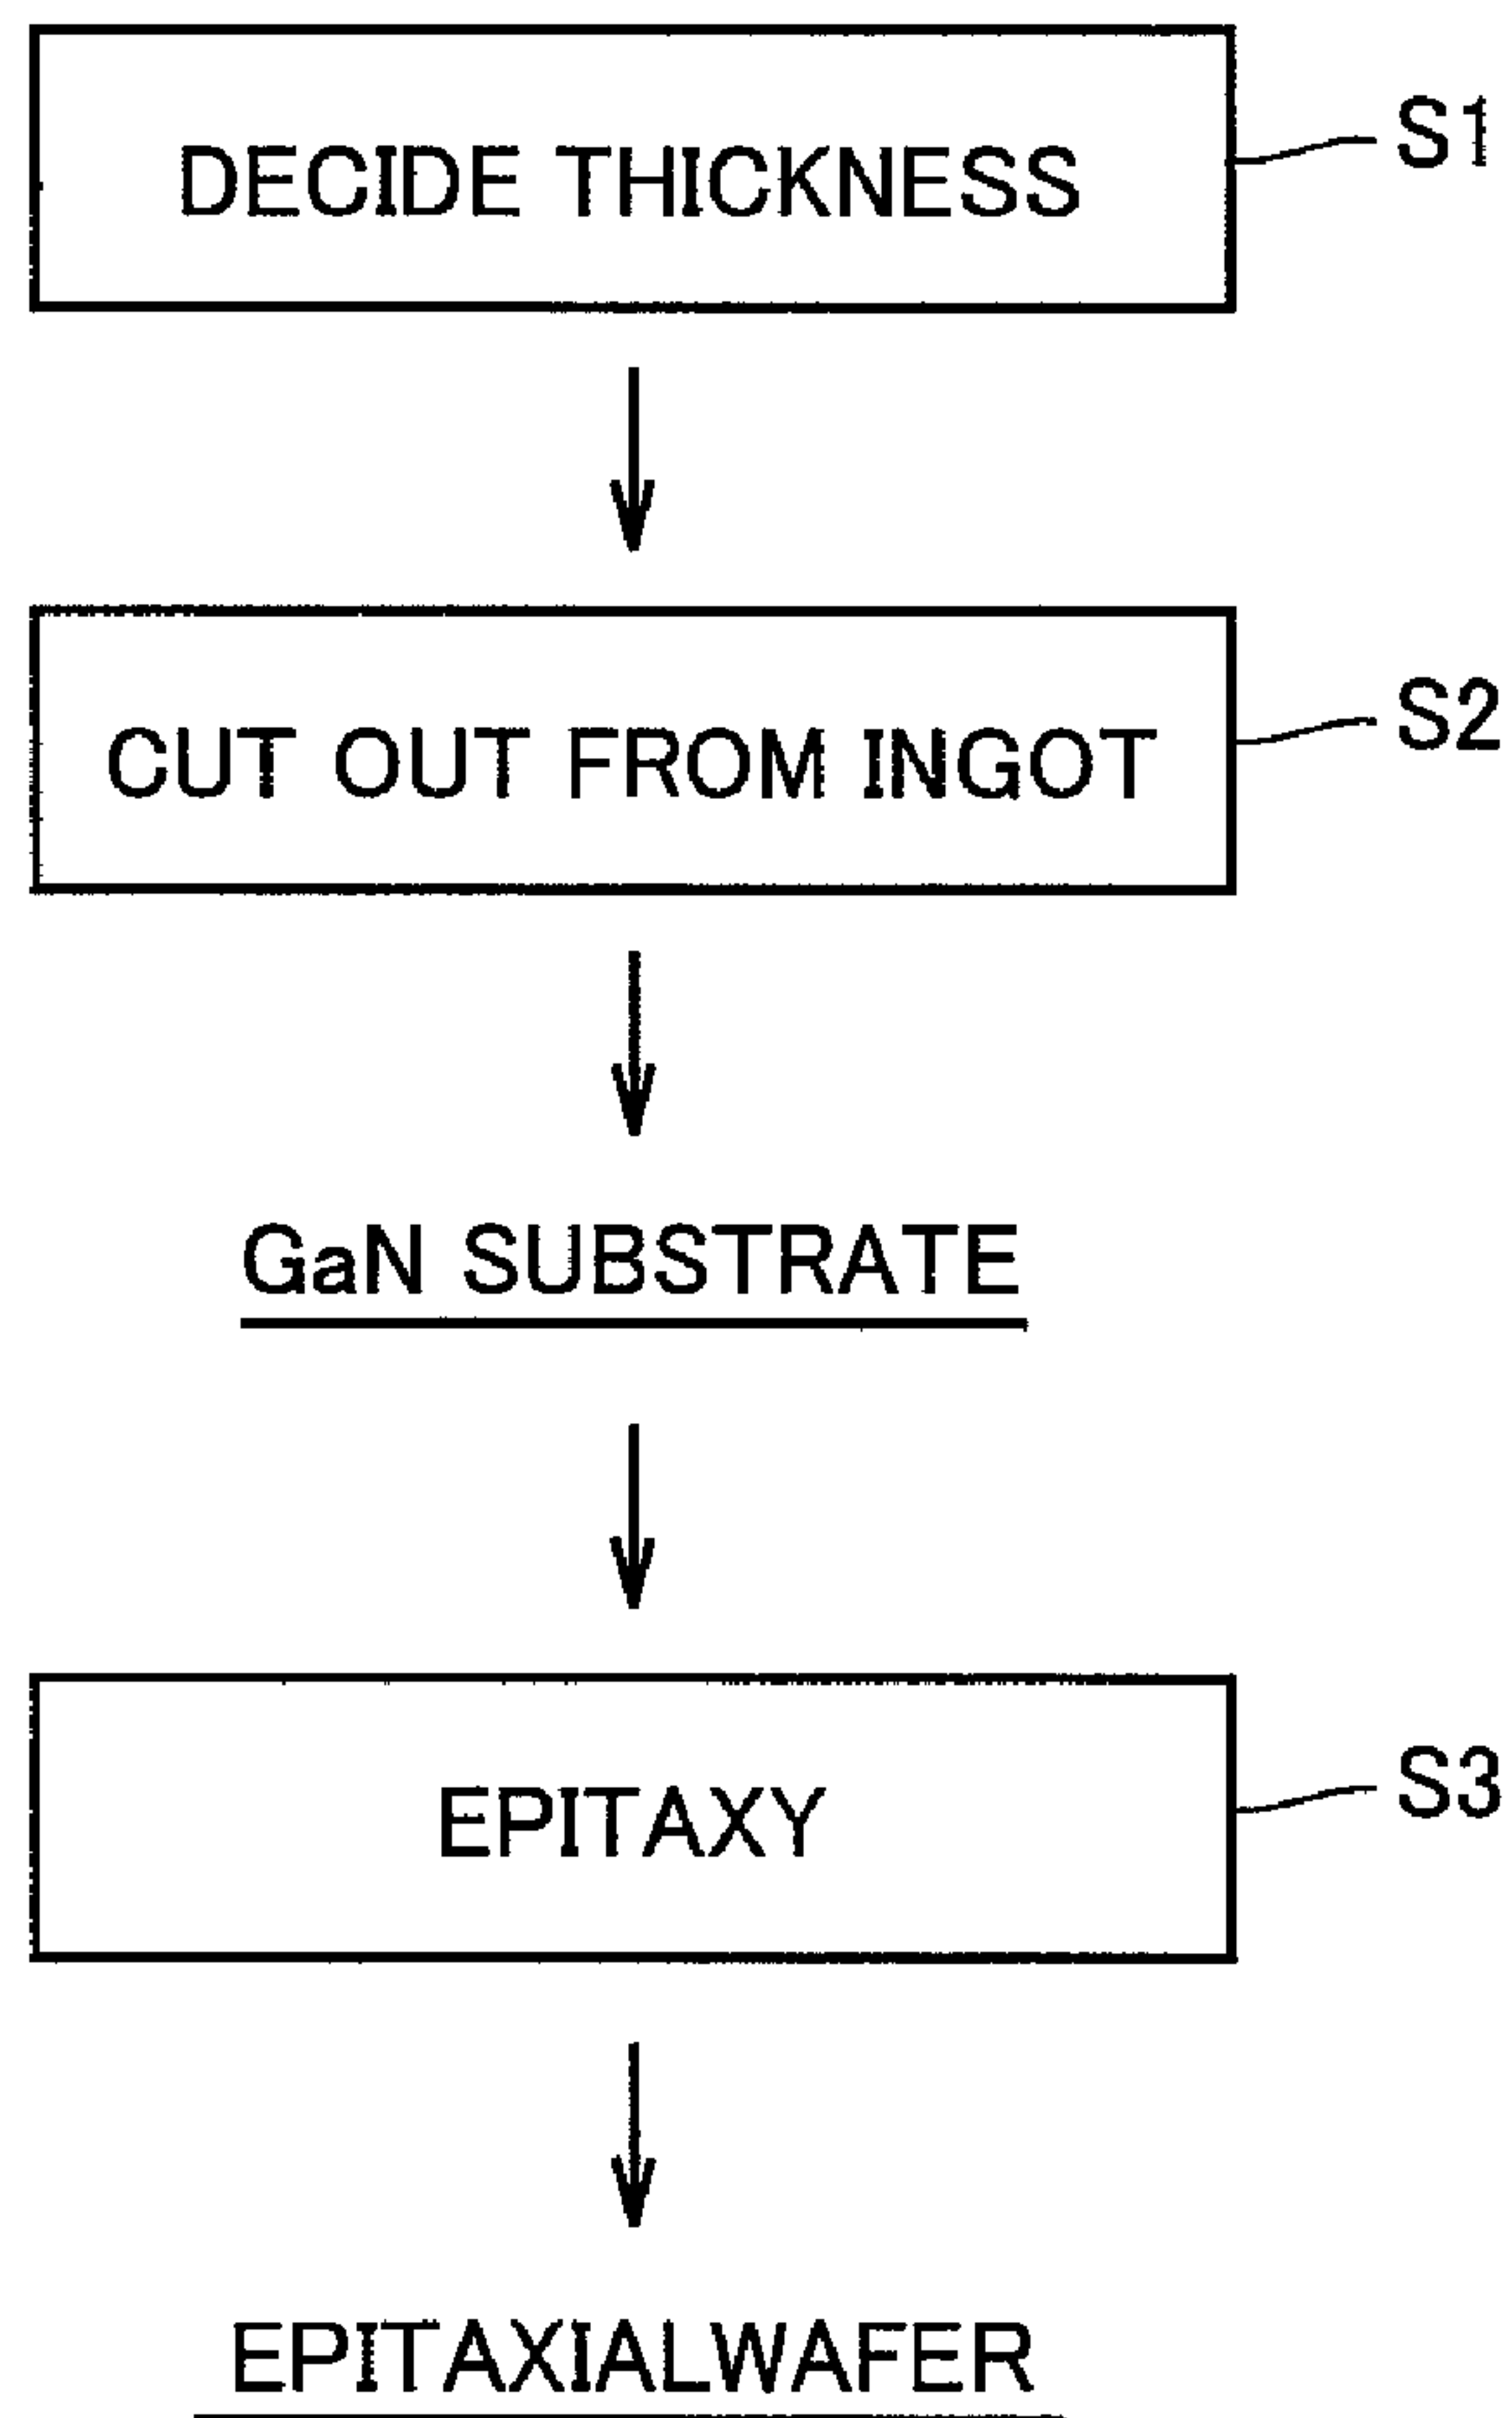 DECIDE THICKNESS S1
CUT OUT FROM INGOT S2
GaN SUBSTRATE
EPITAXY S3
EPITAXIALWAFER